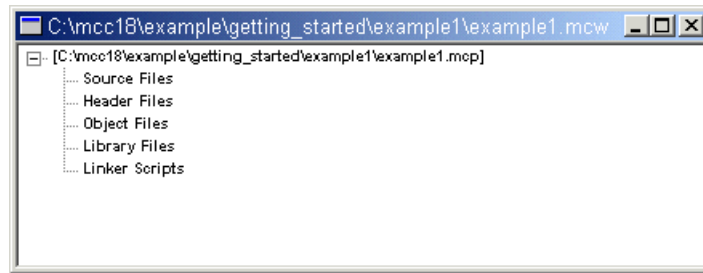 C:\mcc18\example\getting_started\example1\example1.mcw
[C:\mcc18\example\getting_started\example1\example1.mcp]
Source Files
Header Files
Object Files
Library Files
Linker Scripts